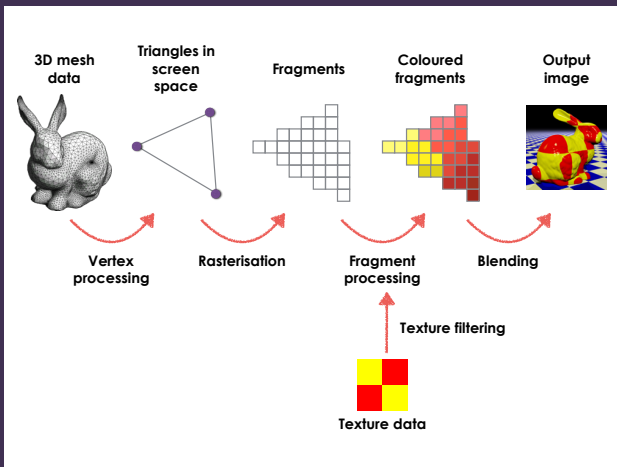 3D mesh
data
Triangles in
screen
space
Fragments
Coloured
fragments
Output
image
Vertex
processing
Rasterisation
Fragment
processing
Blending
Texture filtering
Texture data